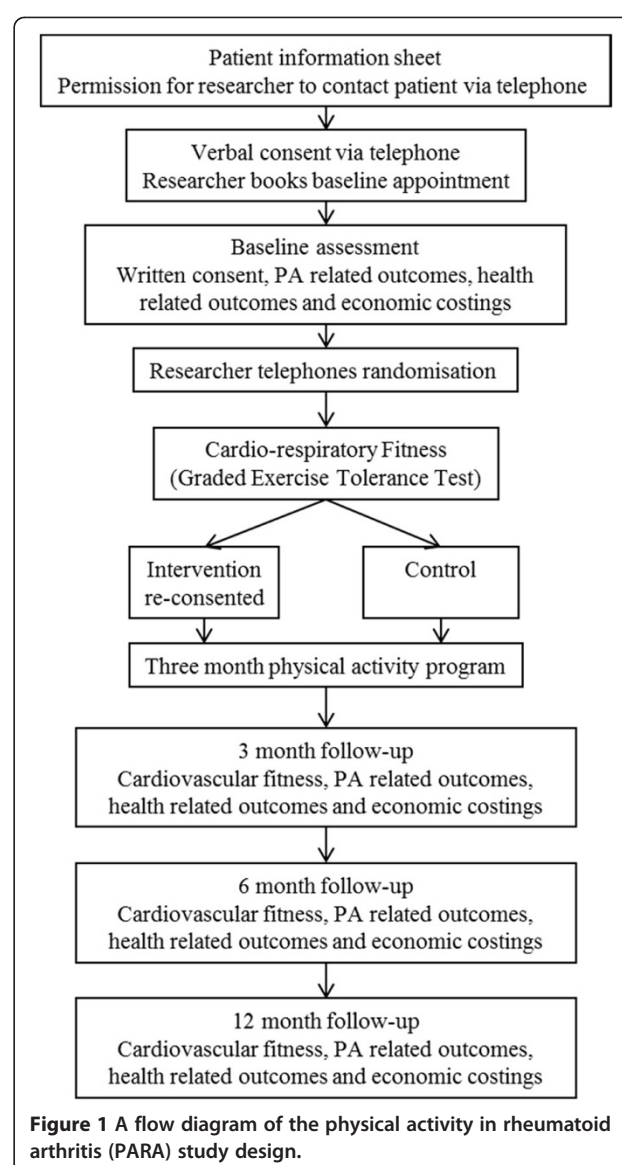 Patient information sheet
Permission for researcher to contact patient via telephone
Verbal consent via telephone
Researcher books baseline appointment
Baseline assessment
Written consent, PA related outcomes, health
related outcomes and economic costings
Researcher telephones randomisation
Cardio-respiratory Fitness
(Graded Exercise Tolerance Test)
Intervention
re-consented
Control
Three month physical activity program
3 month follow-up
Cardiovascular fitness, PA related outcomes,
health related outcomes and economic costings
6 month follow-up
Cardiovascular fitness, PA related outcomes,
health related outcomes and economic costings
12 month follow-up
Cardiovascular fitness, PA related outcomes,
health related outcomes and economic costings
Figure 1 A flow diagram of the physical activity in rheumatoid
arthritis (PARA) study design.